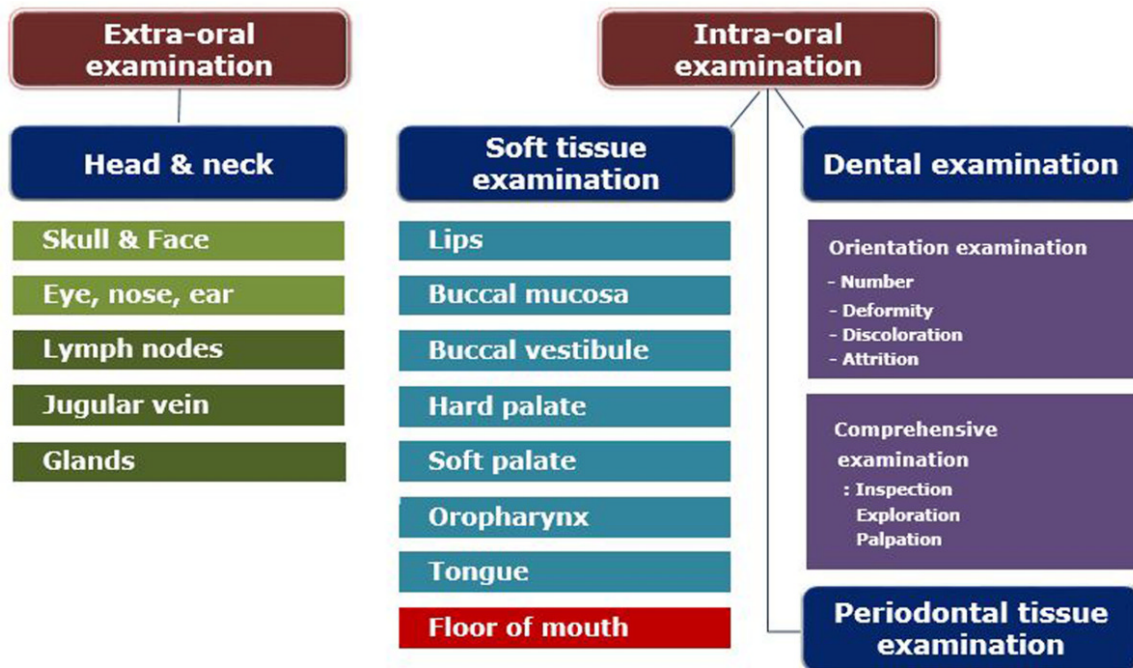 Extra-oral
examination
Head & neck
Skull & Face
Eye, nose, ear
Lymph nodes
Jugular vein
Glands
Intra-oral
examination
Soft tissue
examination
Lips
Buccal mucosa
Buccal vestibule
Hard palate
Soft palate
Oropharynx
Tongue
Floor of mouth
Dental examination
Orientation examination
- Number
- Deformity
- Discoloration
- Attrition
Comprehensive
examination
: Inspection
Exploration
Palpation
Periodontal tissue
examination